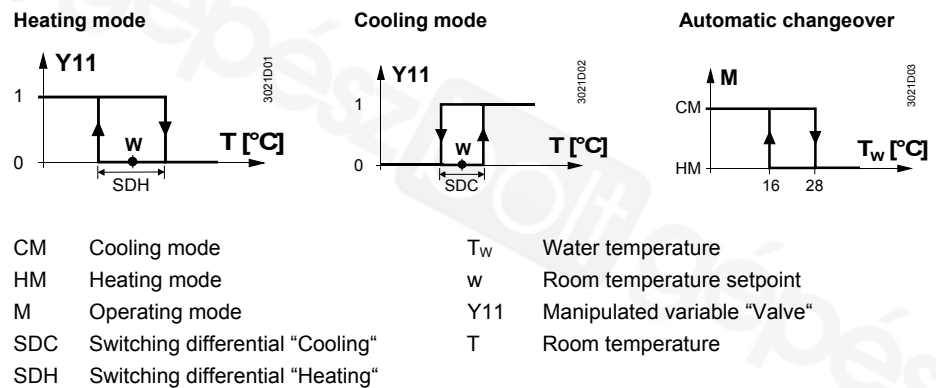 Heating mode
Cooling mode
Automatic changeover
Y11
1
0
W
T [°C]
SDH
3021D01
Y11
1
0
W
T [°C]
SDC
3021D02
M
CM
HM
16 28
T_W [°C]
3021D03
CM Cooling mode
HM Heating mode
M Operating mode
SDC Switching differential “Cooling“
SDH Switching differential “Heating“
T_W Water temperature
w Room temperature setpoint
Y11 Manipulated variable “Valve“
T Room temperature